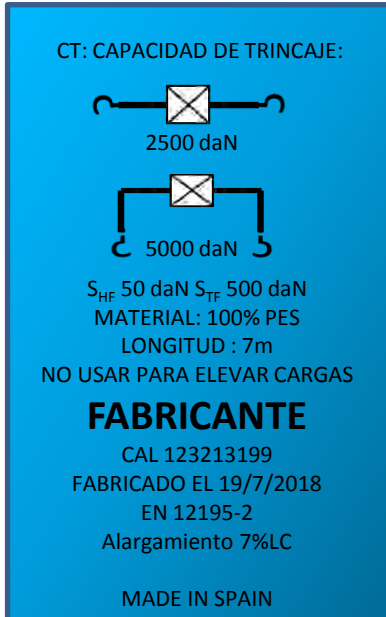 CT: CAPACIDAD DE TRINCAJE:
2500 daN
5000 daN
SHF 50 daN STF 500 daN
MATERIAL: 100% PES
LONGITUD : 7m
NO USAR PARA ELEVAR CARGAS
FABRICANTE
CAL 123213199
FABRICADO EL 19/7/2018
EN 12195-2
Alargamiento 7%LC
MADE IN SPAIN